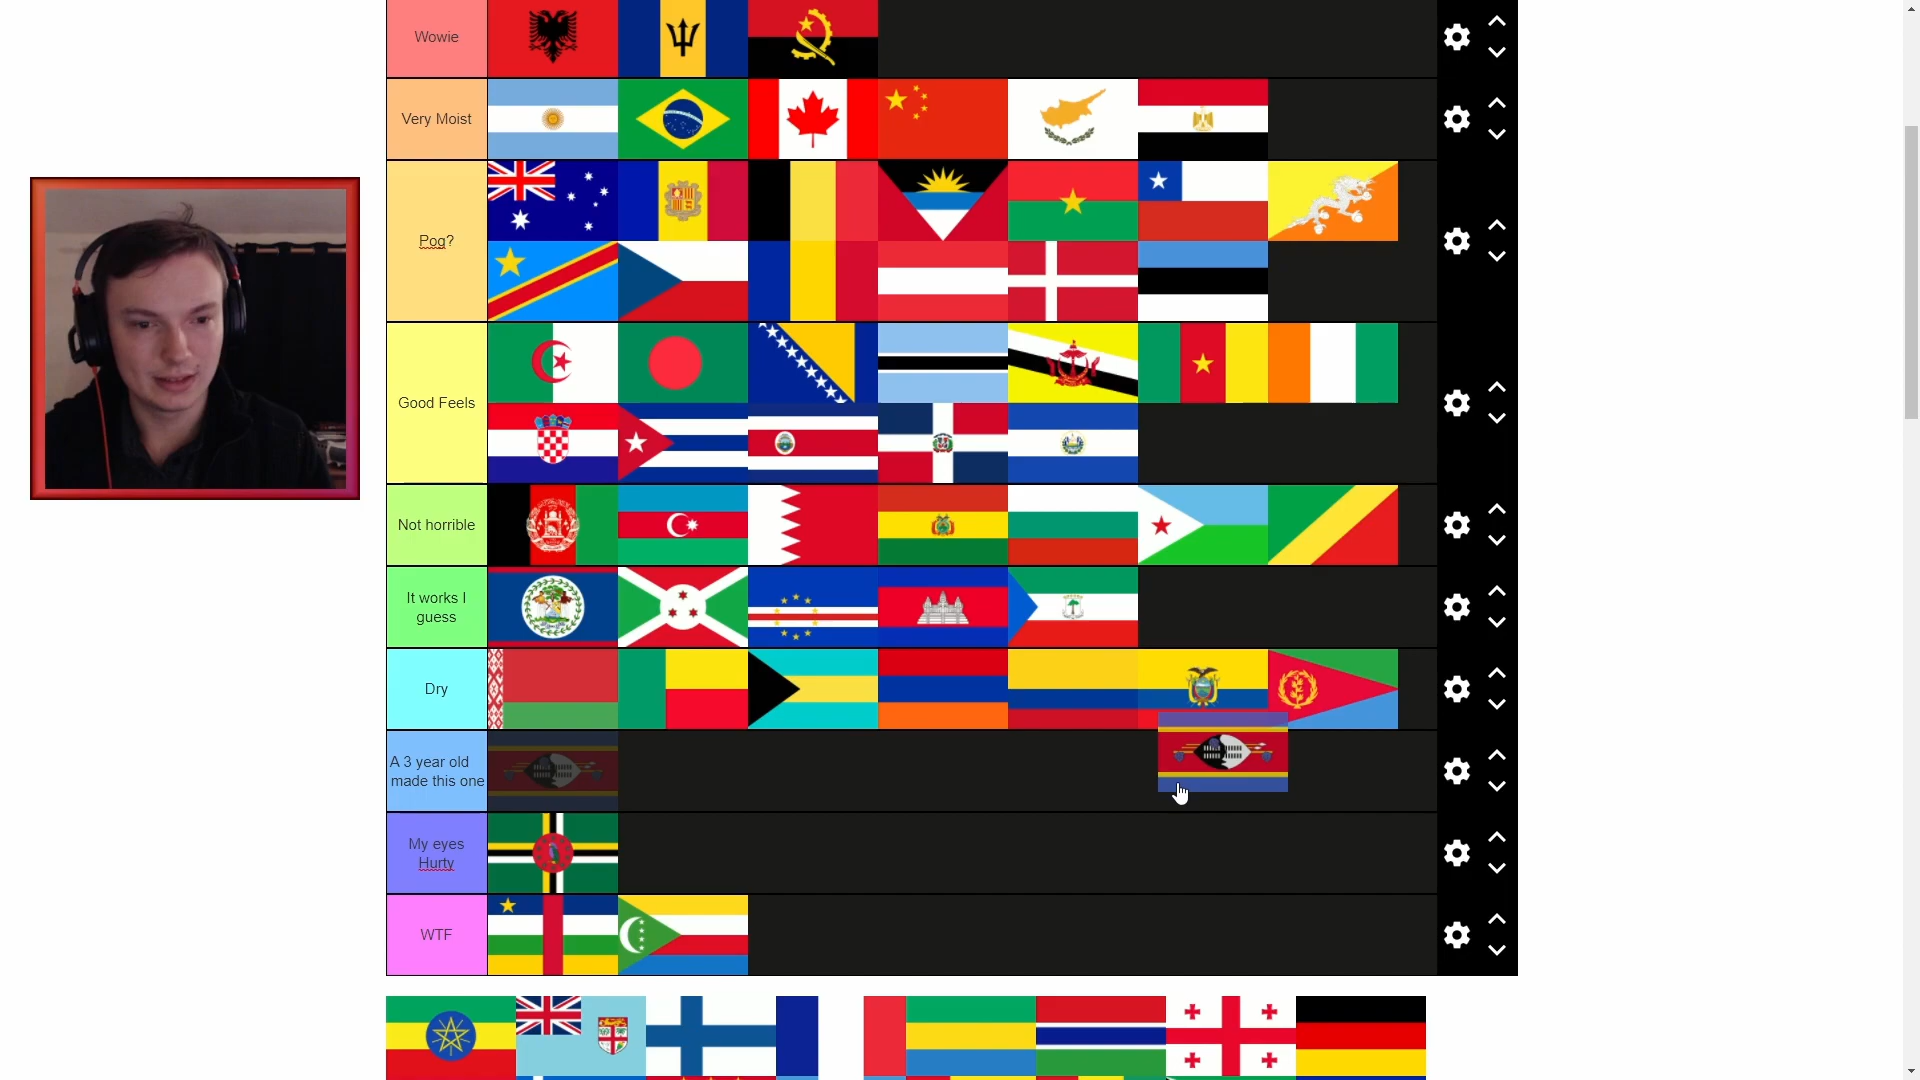 Wowie
Very Moist
Pog?
Good Feels
Not horrible
It works I
guess
Dry
A 3 year old
made this one
My eyes
Hurty
WTF